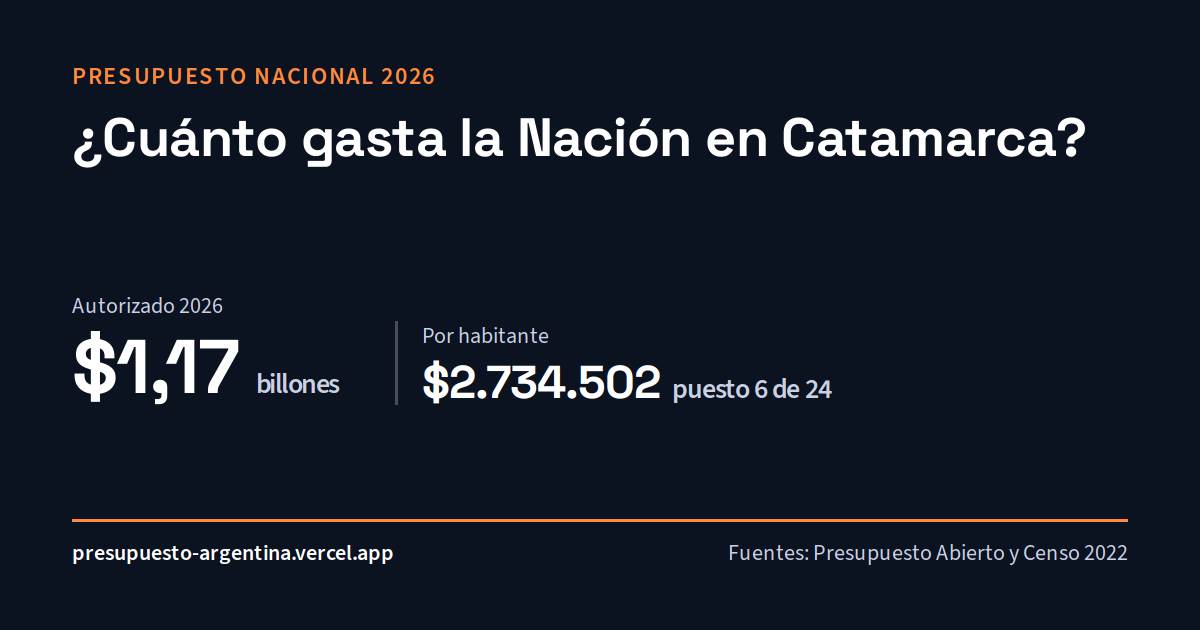 PRESUPUESTO NACIONAL 2026
¿Cuánto gasta la Nación en Catamarca?
Autorizado 2026
$1,17 billones
Por habitante
$2.734.502 puesto 6 de 24
presupuesto-argentina.vercel.app
Fuentes: Presupuesto Abierto y Censo 2022